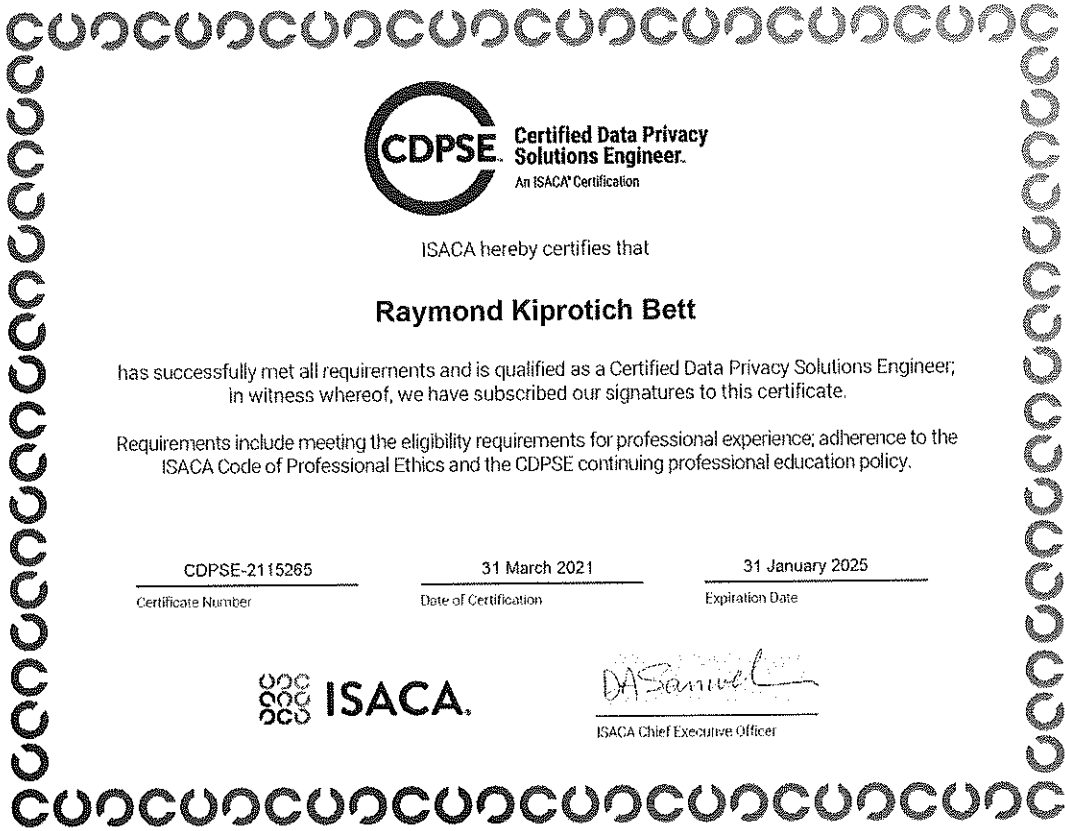 CDPSE™
Certified Data Privacy
Solutions Engineer™
An ISACA® Certification
ISACA hereby certifies that
Raymond Kiprotich Bett
has successfully met all requirements and is qualified as a Certified Data Privacy Solutions Engineer;
in witness whereof, we have subscribed our signatures to this certificate.
Requirements include meeting the eligibility requirements for professional experience; adherence to the
ISACA Code of Professional Ethics and the CDPSE continuing professional education policy.
CDPSE-2115265
Certificate Number
31 March 2021
Date of Certification
31 January 2025
Expiration Date
ISACA®
DASamuel
ISACA Chief Executive Officer